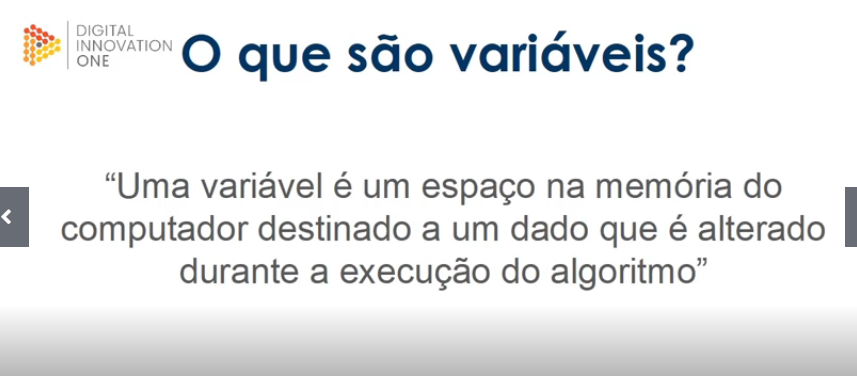 DIGITAL
INNOVATION
ONE
O que são variáveis?
“Uma variável é um espaço na memória do
computador destinado a um dado que é alterado
durante a execução do algoritmo”